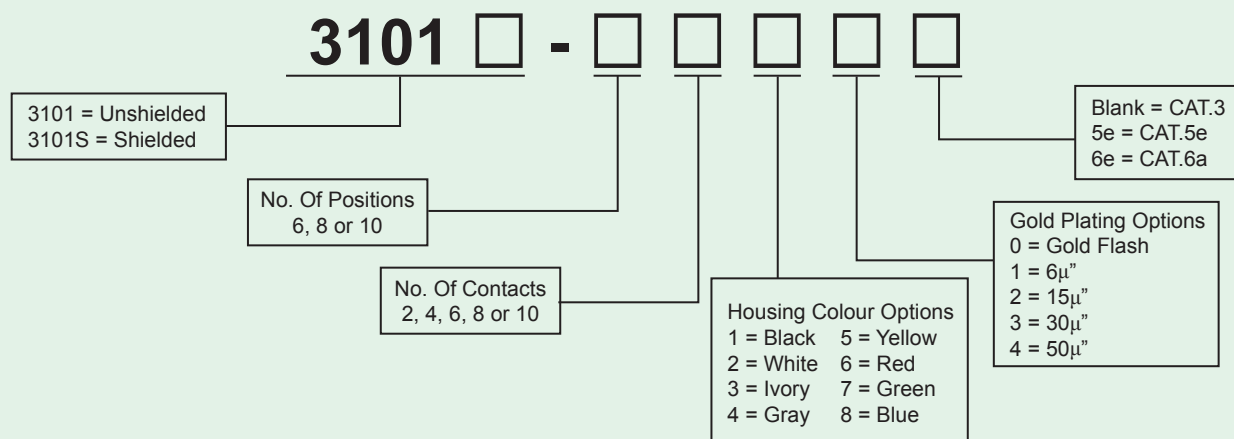 3101 □ - □ □ □ □ □
3101 = Unshielded
3101S = Shielded
No. Of Positions
6, 8 or 10
No. Of Contacts
2, 4, 6, 8 or 10
Housing Colour Options
1 = Black 5 = Yellow
2 = White 6 = Red
3 = Ivory 7 = Green
4 = Gray 8 = Blue
Gold Plating Options
0 = Gold Flash
1 = 6μ”
2 = 15μ”
3 = 30μ”
4 = 50μ”
Blank = CAT.3
5e = CAT.5e
6e = CAT.6a